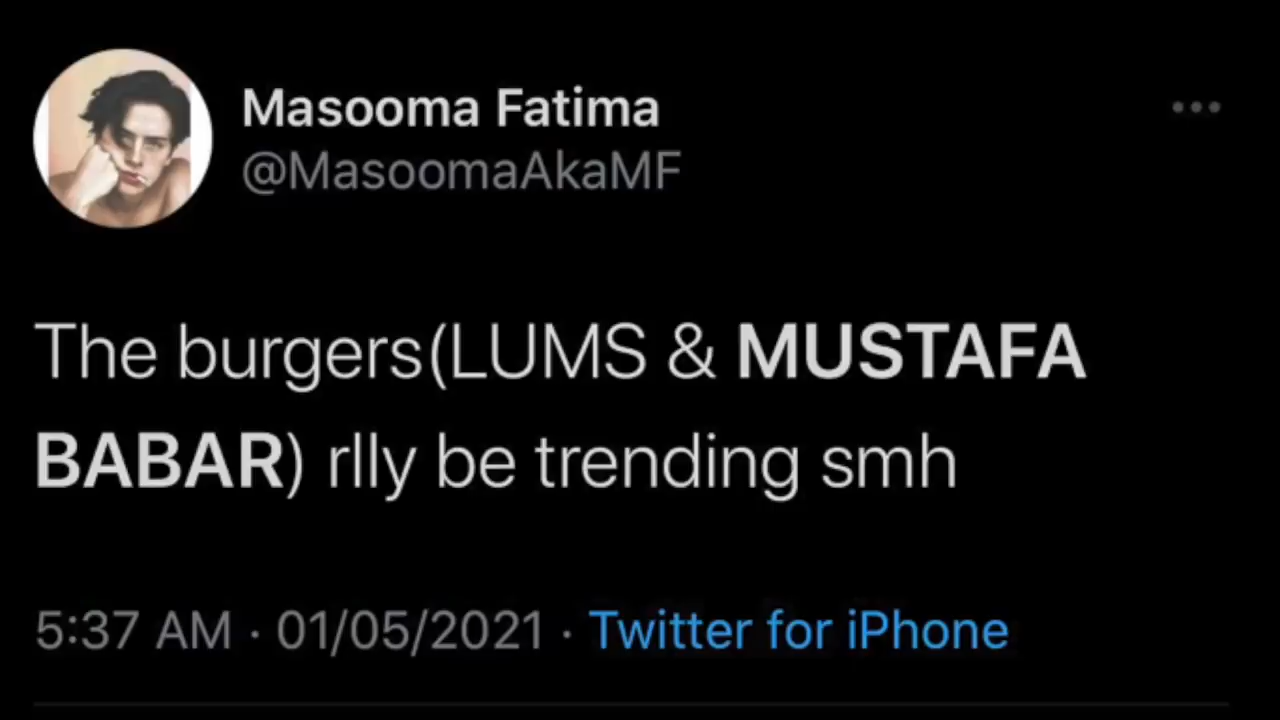 Masooma Fatima
@MasoomaAkaMF
The burgers(LUMS & MUSTAFA
BABAR) rlly be trending smh
5:37 AM · 01/05/2021 · Twitter for iPhone